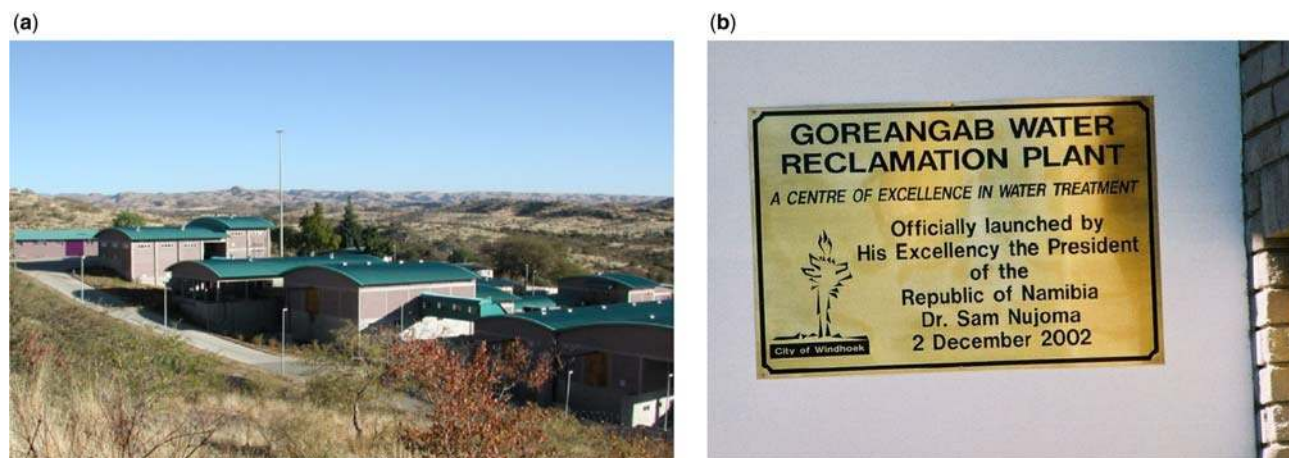 (a)
(b)
GOREANGAB WATER
RECLAMATION PLANT
A CENTRE OF EXCELLENCE IN WATER TREATMENT
Officially launched by
His Excellency the President
of the
Republic of Namibia
Dr. Sam Nujoma
2 December 2002
City of Windhoek